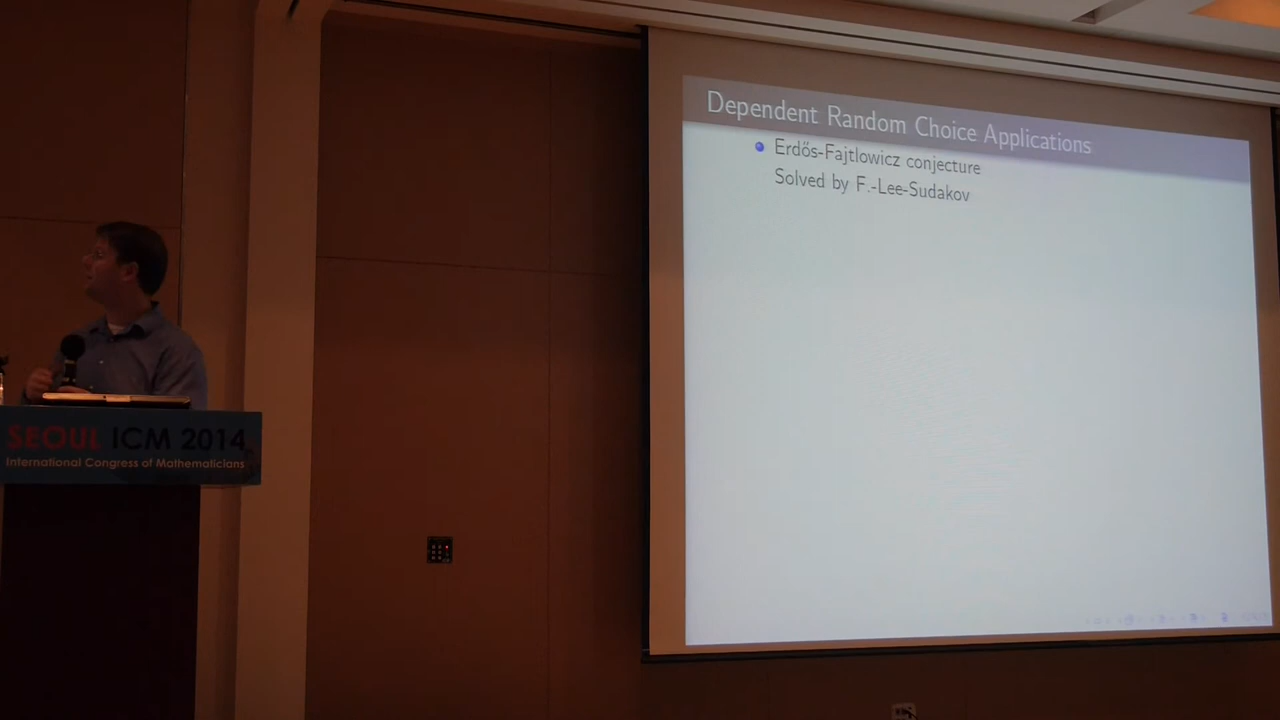 Dependent Random Choice Applications
Erdős-Fajtlowicz conjecture
Solved by F.-Lee-Sudakov
SEOUL ICM 2014
International Congress of Mathematicians